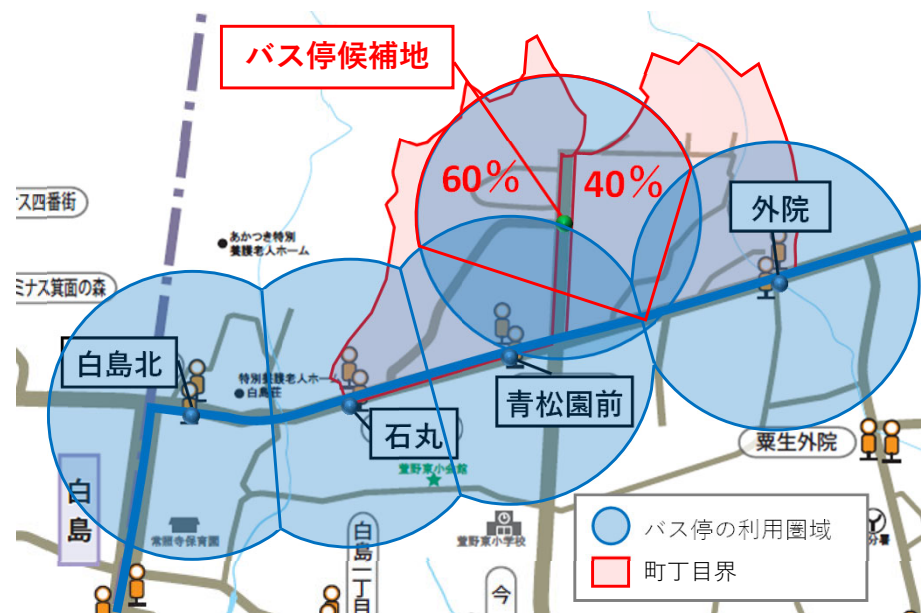 バス停候補地
60%
40%
ス四番街
あかつき特別
養護老人ホーム
外院
ミナス箕面の森
白島北
特別養護老人ホーム
白島荘
石丸
青松園前
粟生外院
萱野東小会館
白島
常照寺保育園
白島一丁目
萱野東小学校
今
分署
バス停の利用圏域
町丁目界